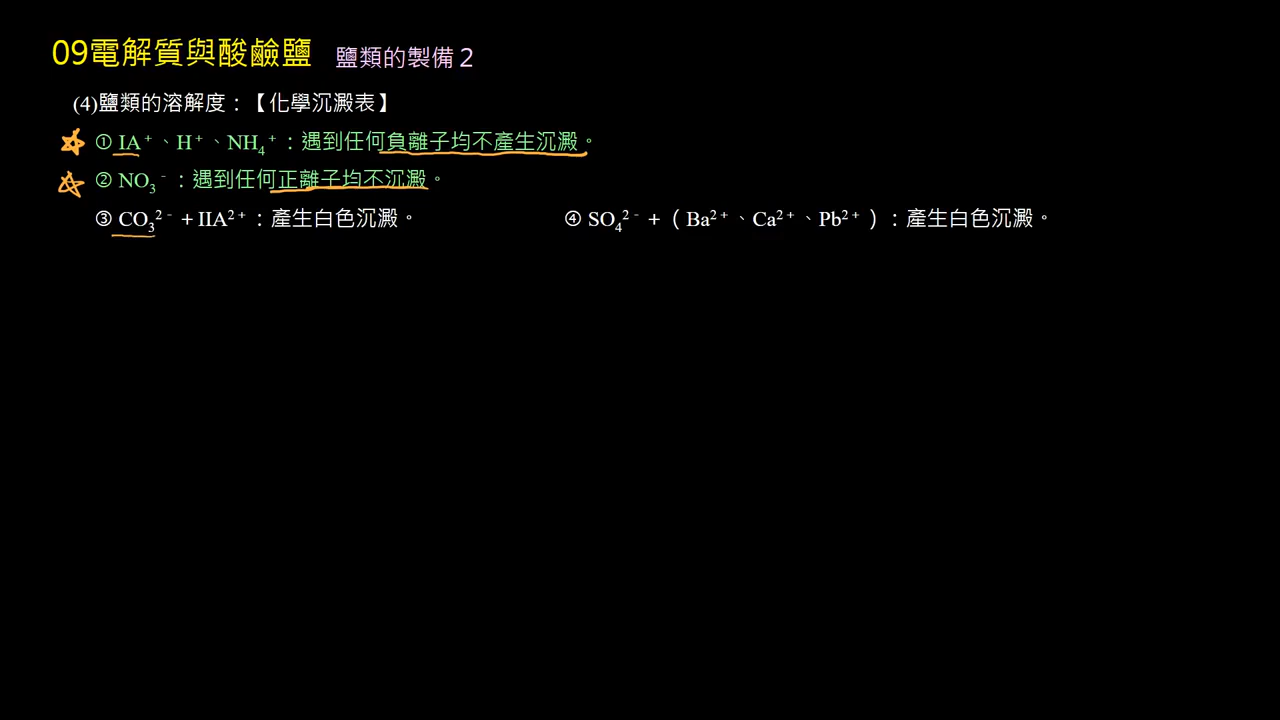 09電解質與酸鹼鹽 鹽類的製備２
(4)鹽類的溶解度：【化學沉澱表】
① IA⁺、H⁺、NH₄⁺：遇到任何負離子均不產生沉澱。
② NO₃⁻：遇到任何正離子均不沉澱。
③ CO₃²⁻＋IIA²⁺：產生白色沉澱。 ④ SO₄²⁻＋（Ba²⁺、Ca²⁺、Pb²⁺）：產生白色沉澱。